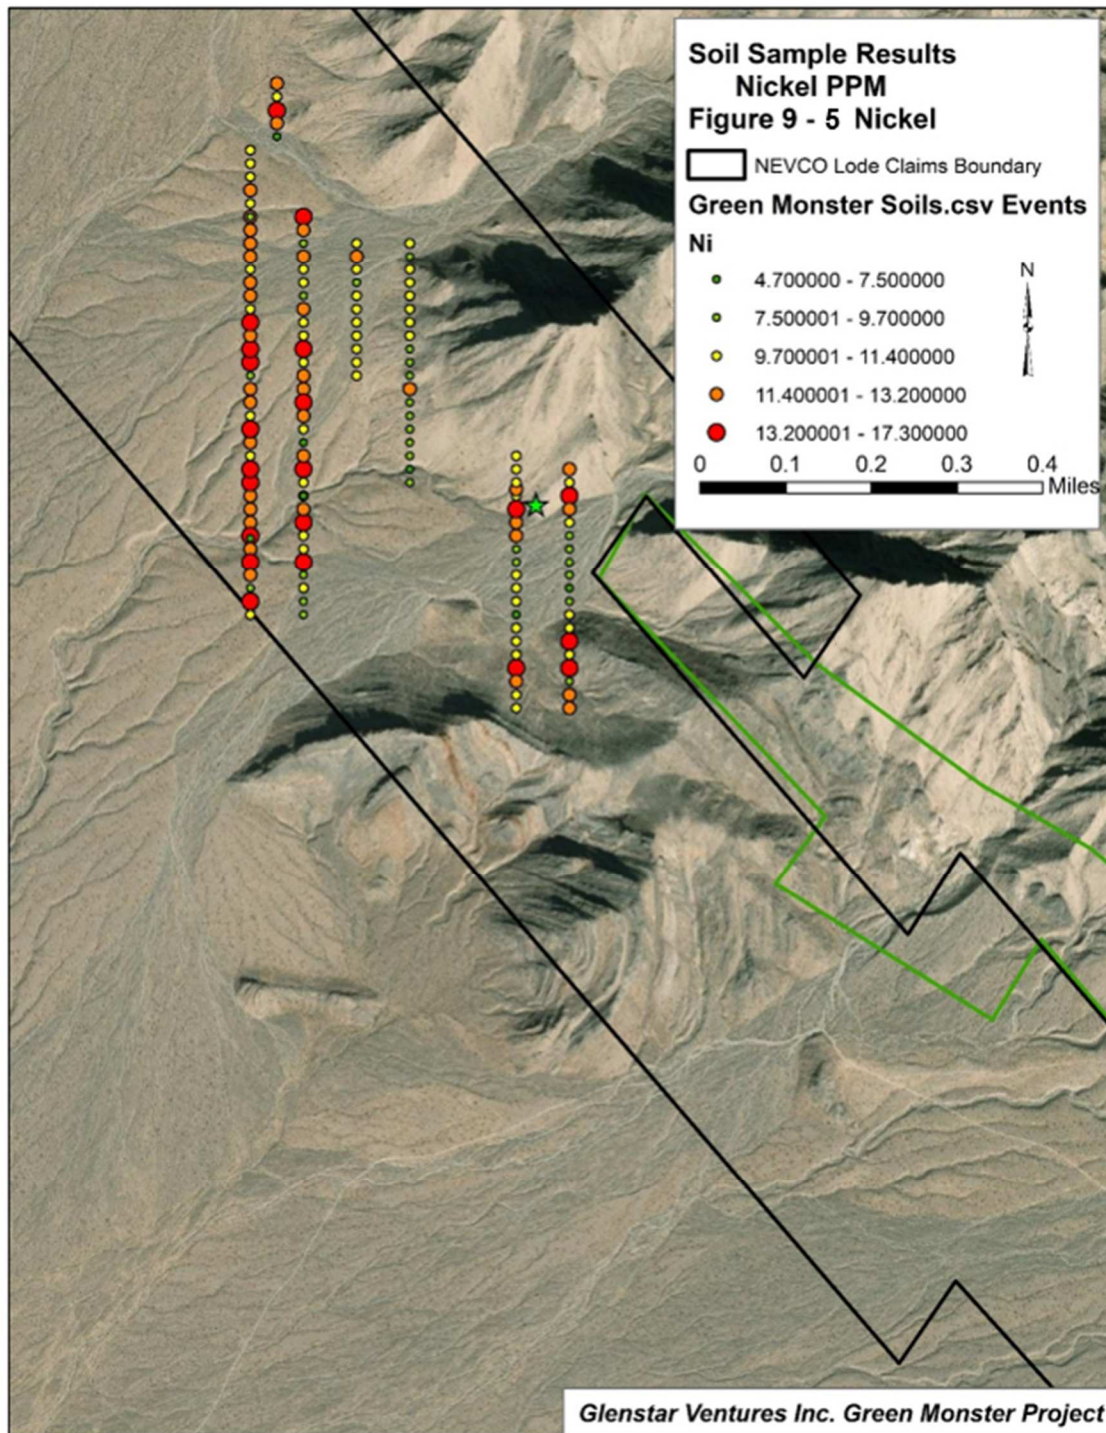 Soil Sample Results
Nickel PPM
Figure 9 - 5 Nickel
NEVCO Lode Claims Boundary
Green Monster Soils.csv Events
Ni
4.700000 - 7.500000
7.500001 - 9.700000
9.700001 - 11.400000
11.400001 - 13.200000
13.200001 - 17.300000
N
0 0.1 0.2 0.3 0.4
Miles
Glenstar Ventures Inc. Green Monster Project